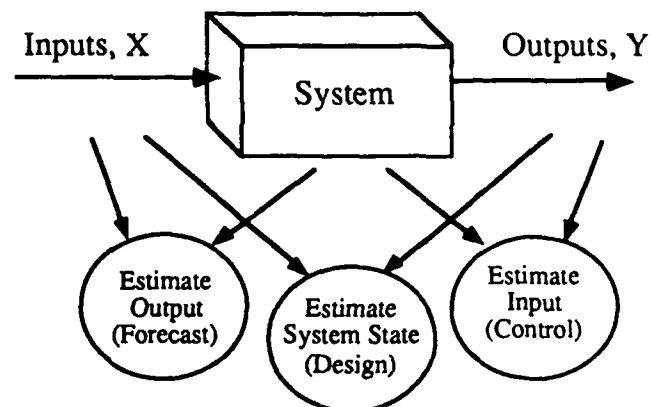 Inputs, X
Outputs, Y
System
Estimate
Output
(Forecast)
Estimate
System State
(Design)
Estimate
Input
(Control)